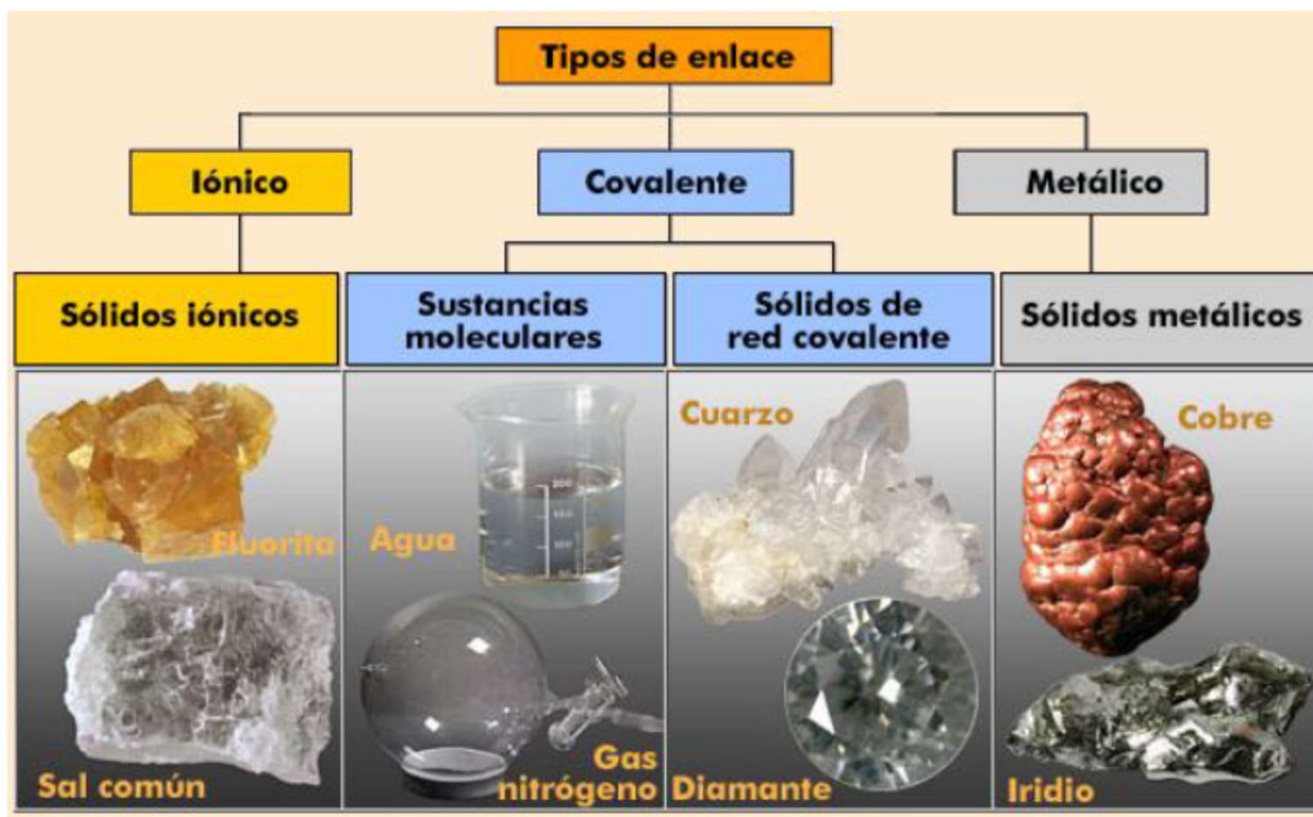 Tipos de enlace
Iónico
Covalente
Metálico
Sólidos iónicos
Sustancias
moleculares
Sólidos de
red covalente
Sólidos metálicos
Fluorita
Sal común
Agua
200
Gas
nitrógeno
Cuarzo
Diamante
Cobre
Iridio